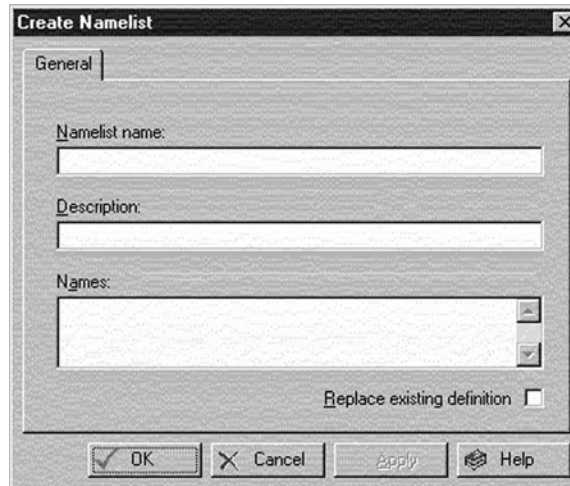 Create Namelist
General
Namelist name:
Description:
Names:
Replace existing definition
OK Cancel Apply Help